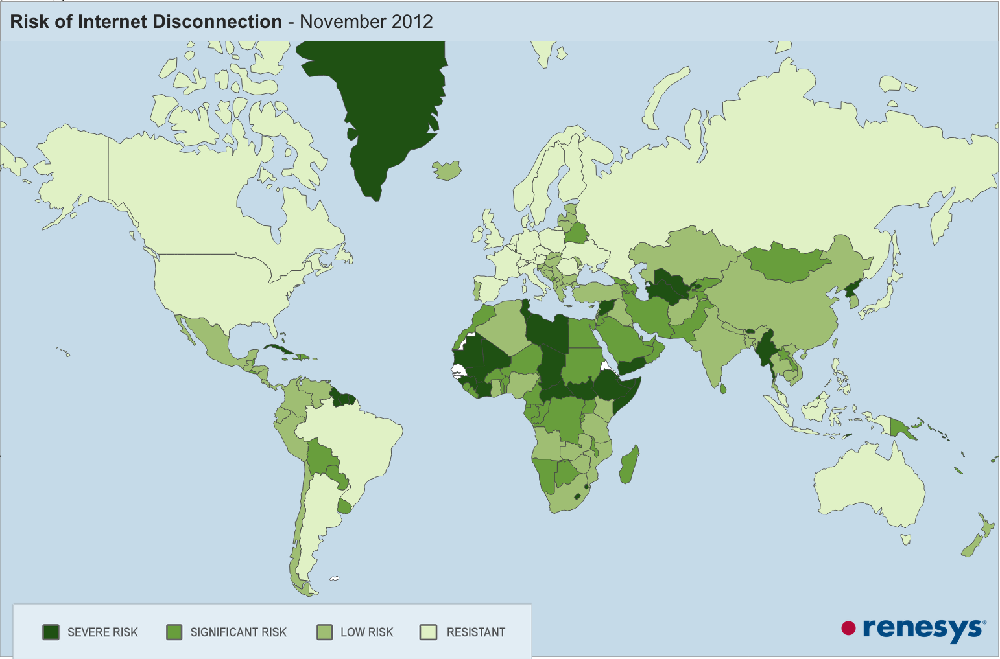 Risk of Internet Disconnection - November 2012
SEVERE RISK SIGNIFICANT RISK LOW RISK RESISTANT
renesys®